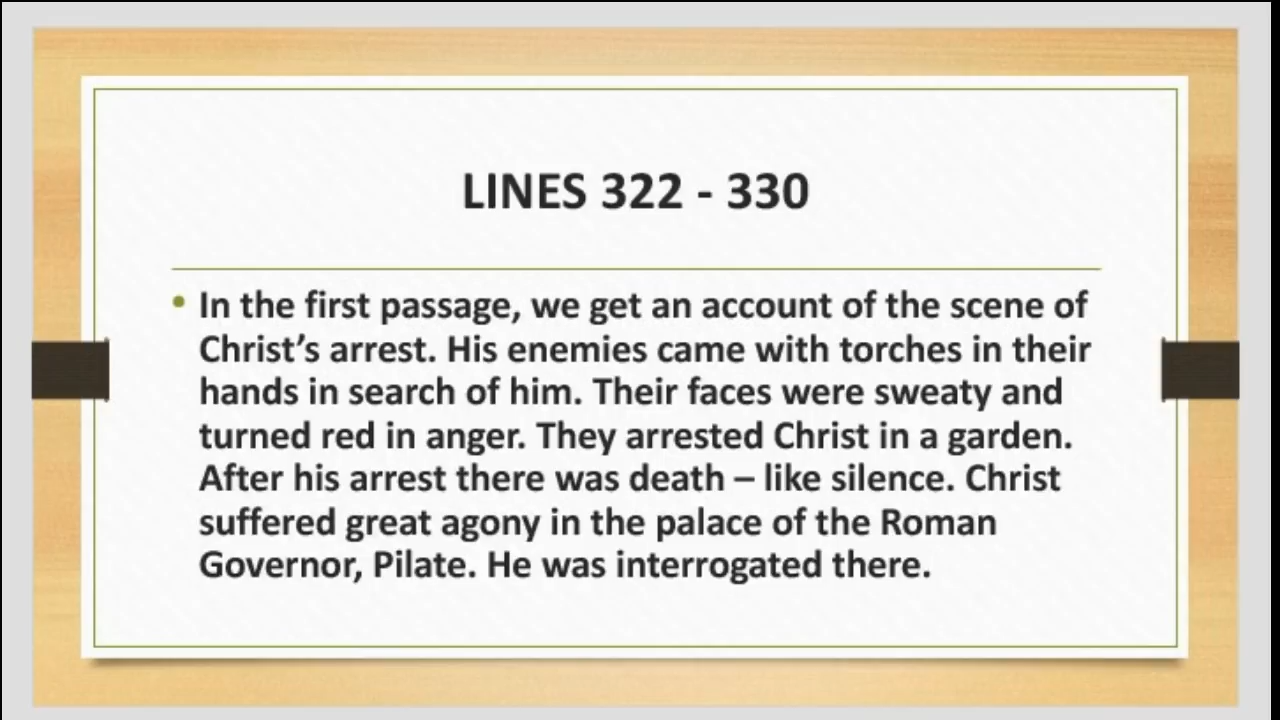 LINES 322 - 330
• In the first passage, we get an account of the scene of
Christ’s arrest. His enemies came with torches in their
hands in search of him. Their faces were sweaty and
turned red in anger. They arrested Christ in a garden.
After his arrest there was death – like silence. Christ
suffered great agony in the palace of the Roman
Governor, Pilate. He was interrogated there.